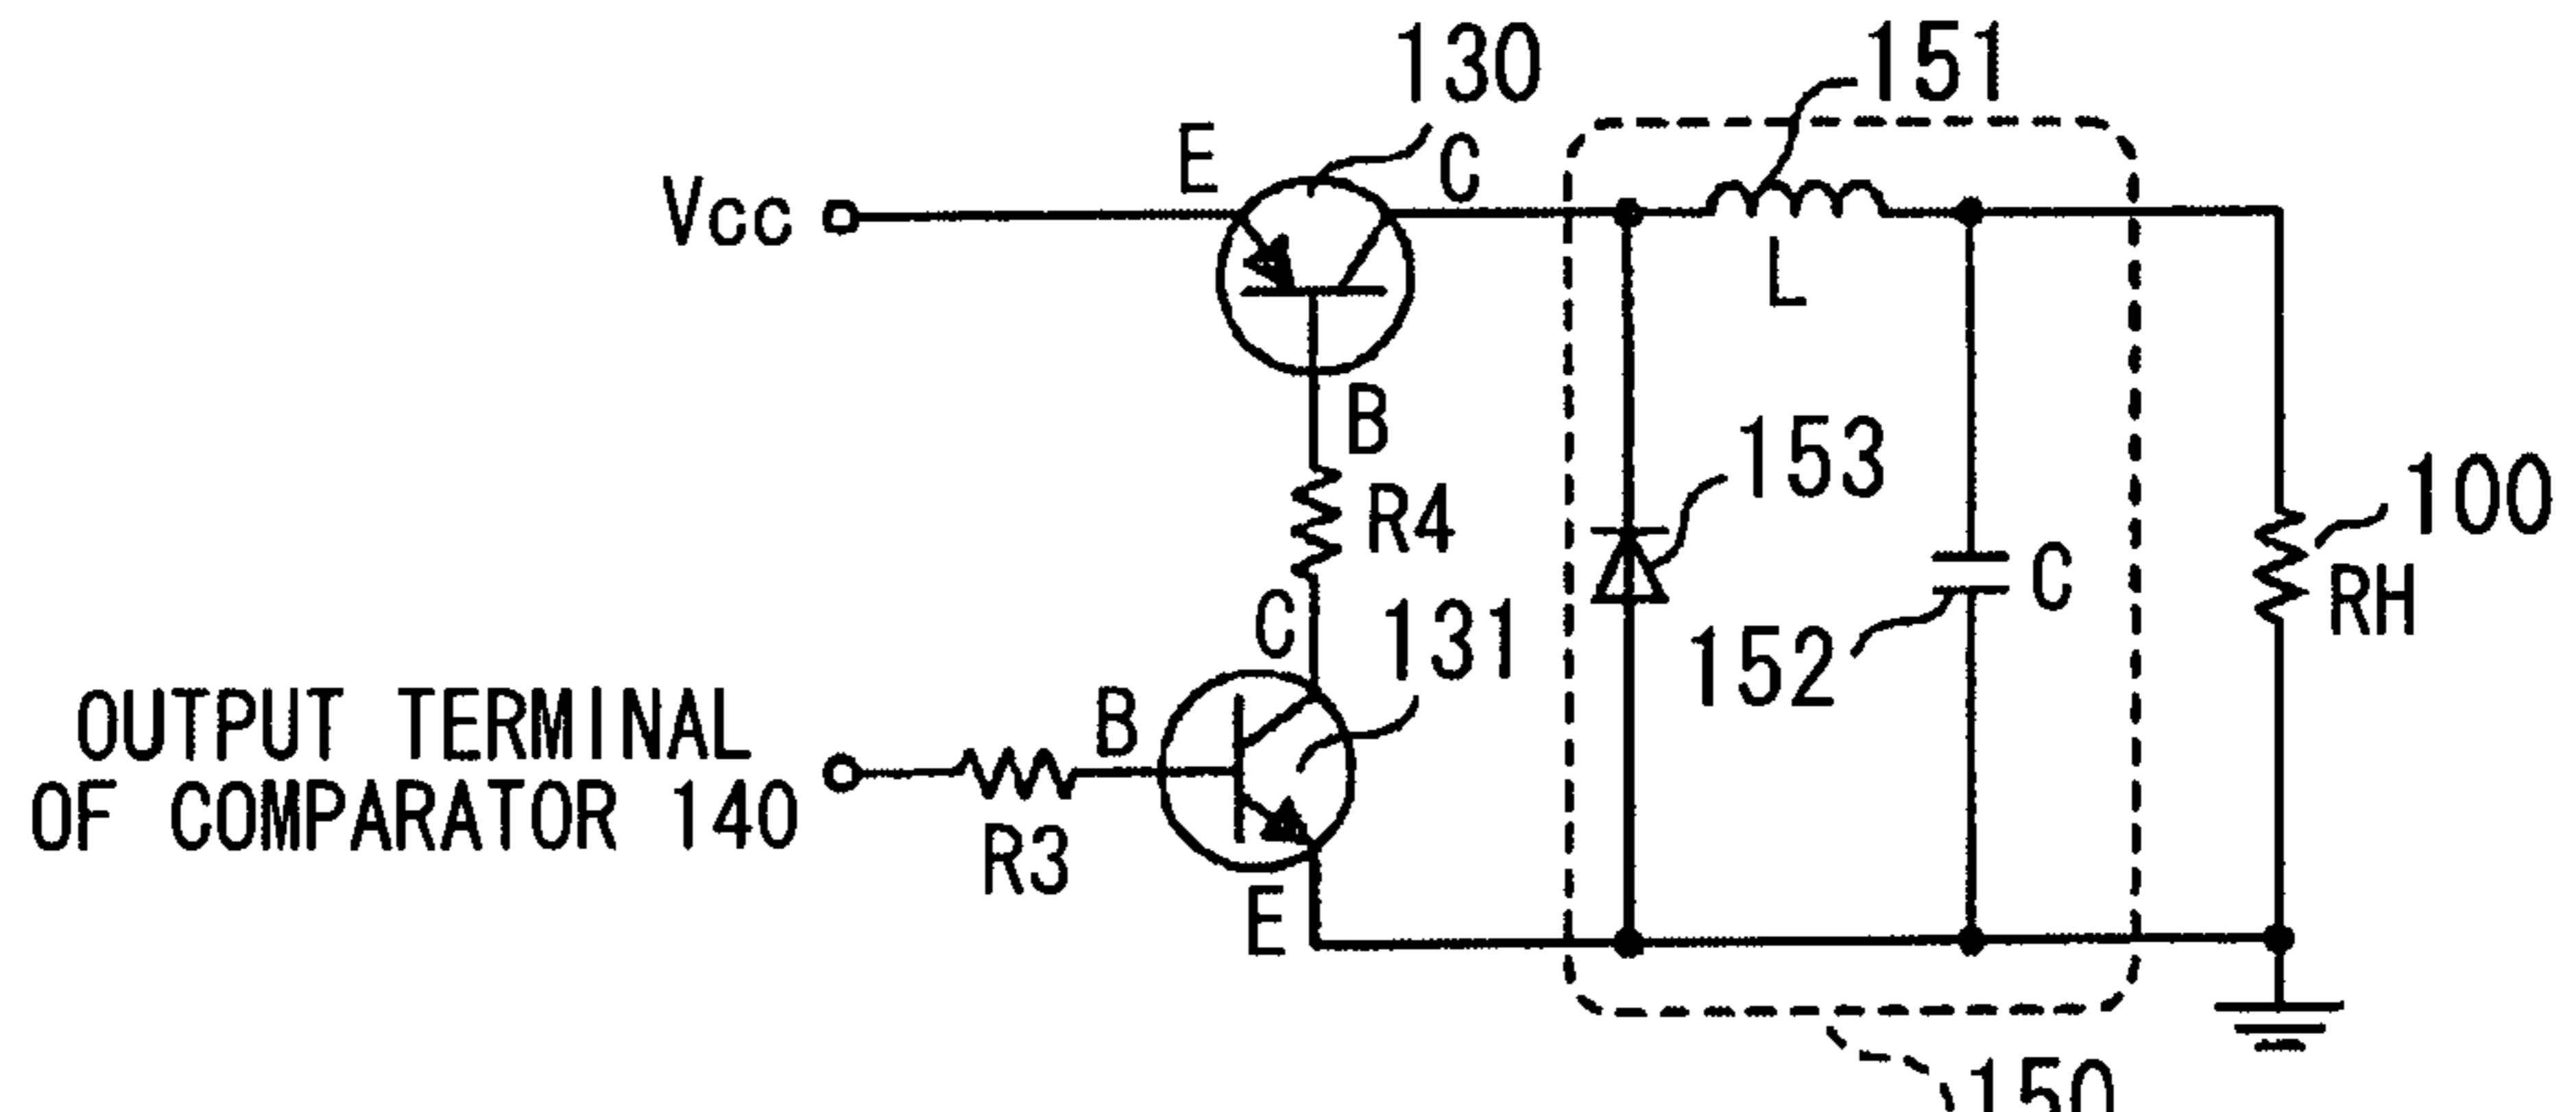 130
151
E
C
Vcc
L
B
153
R4
100
C
RH
C
131
152
OUTPUT TERMINAL
OF COMPARATOR 140
B
R3
E
150